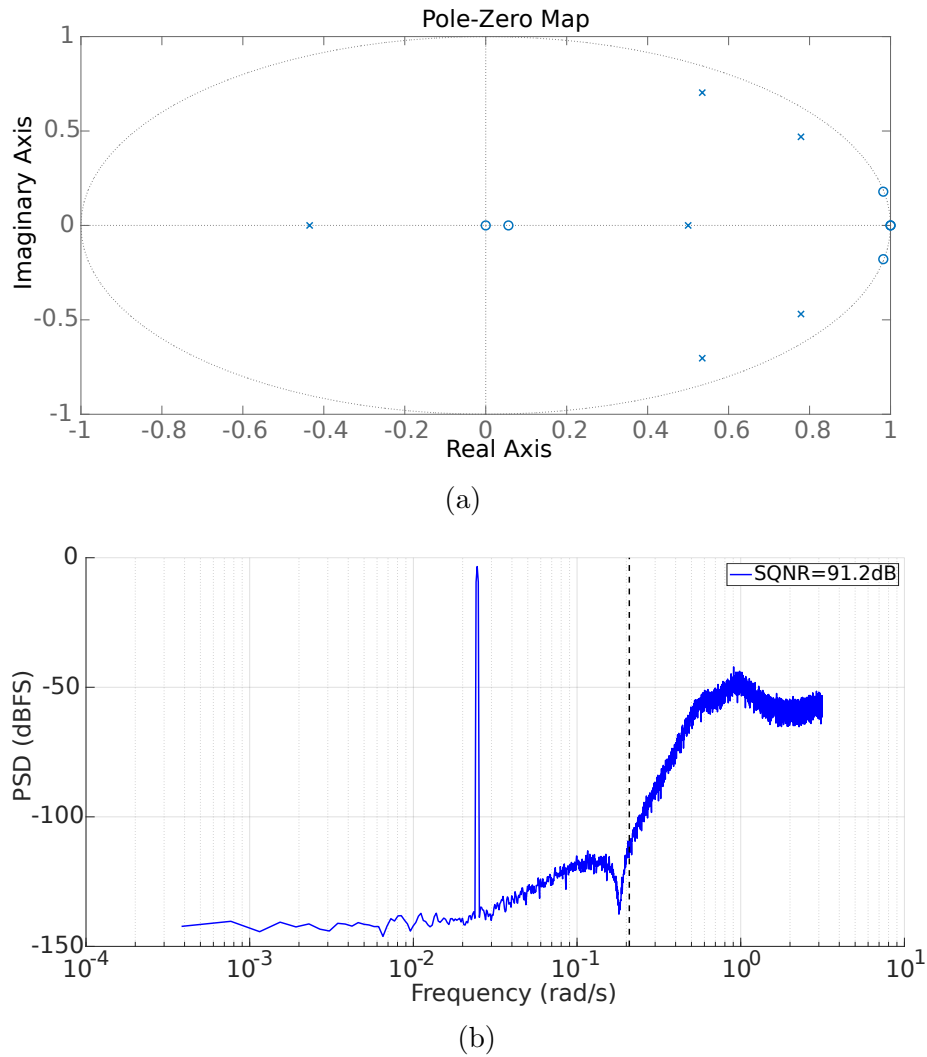 Pole-Zero Map
1
0.5
0
-0.5
-1
Imaginary Axis
-1 -0.8 -0.6 -0.4 -0.2 0 0.2 0.4 0.6 0.8 1
Real Axis
(a)
0
-50
-100
-150
PSD (dBFS)
SQNR=91.2dB
10^-4 10^-3 10^-2 10^-1 10^0 10^1
Frequency (rad/s)
(b)